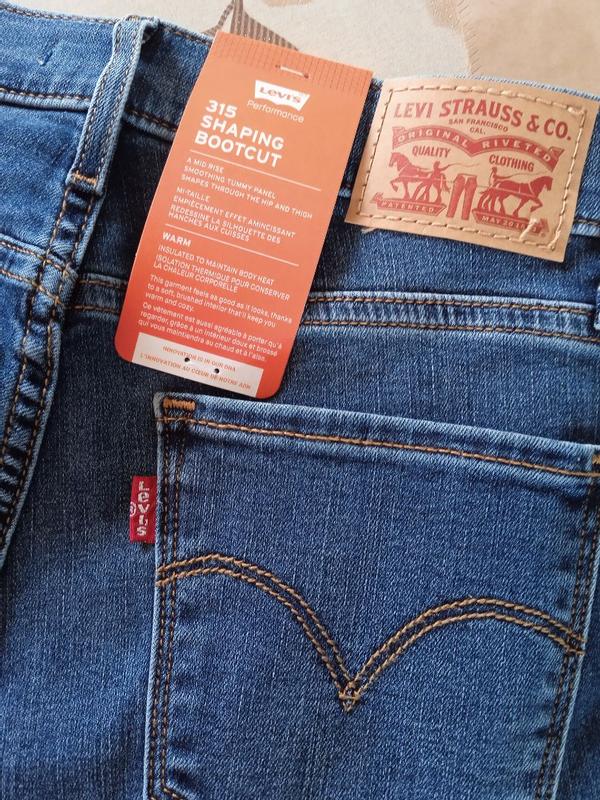 Levi's
Performance
315
SHAPING
BOOTCUT
A MID RISE
SMOOTHING TUMMY PANEL
SHAPES THROUGH THE HIP AND THIGH
MI-TAILLE
EMPIÈCEMENT EFFET AMINCISSANT
REDESSINE LA SILHOUETTE DES
HANCHES AUX CUISSES
WARM
INSULATED TO MAINTAIN BODY HEAT
ISOLATION THERMIQUE POUR CONSERVER
LA CHALEUR CORPORELLE
This garment feels as good as it looks, thanks
to a soft, brushed interior that'll keep you
warm and cozy.
Ce vêtement est aussi agréable à porter qu'à
regarder grâce à un intérieur doux et brossé
qui vous maintiendra au chaud et à l'aise.
INNOVATION IS IN OUR DNA
L'INNOVATION AU CŒUR DE NOTRE ADN
LEVI STRAUSS & CO.
SAN FRANCISCO
CAL.
ORIGINAL RIVETED
QUALITY CLOTHING
PATENTED MAY 20
Levi's
®